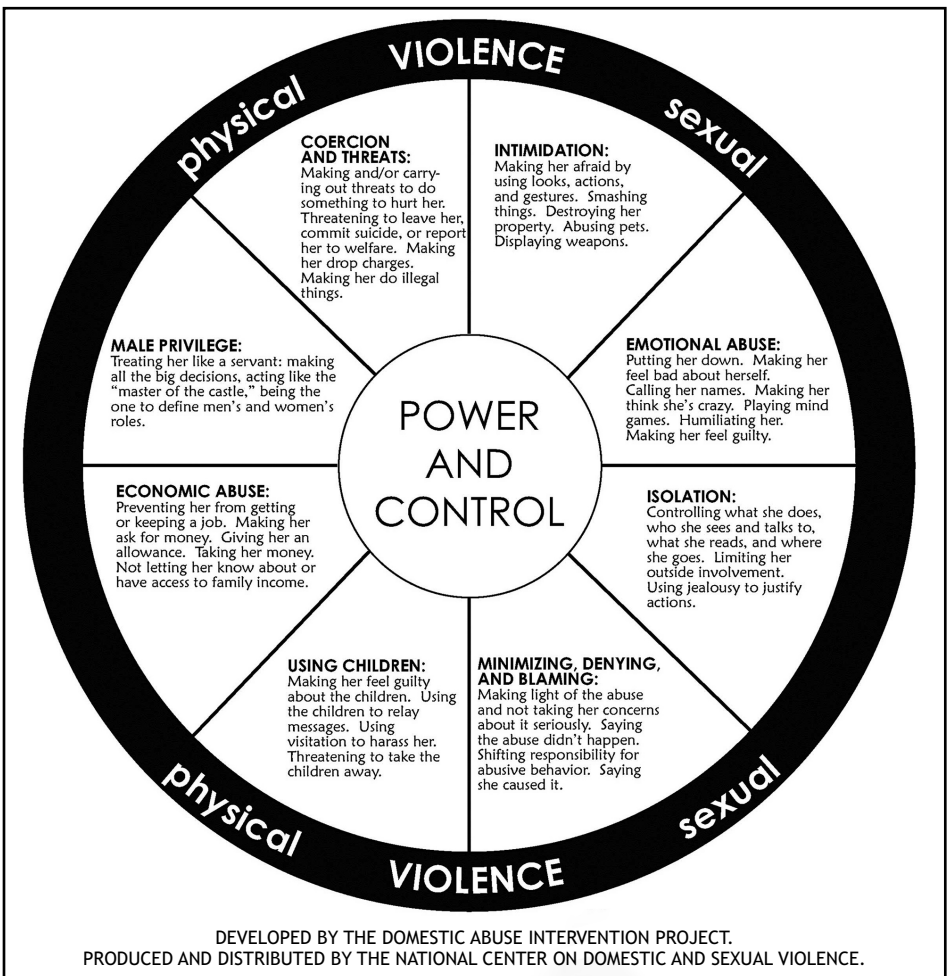 VIOLENCE
physical
sexual
COERCION
AND THREATS:
Making and/or carry-
ing out threats to do
something to hurt her.
Threatening to leave her,
commit suicide, or report
her to welfare.  Making
her drop charges.
Making her do illegal
things.
INTIMIDATION:
Making her afraid by
using looks, actions,
and gestures.  Smashing
things.  Destroying her
property.  Abusing pets.
Displaying weapons.
MALE PRIVILEGE:
Treating her like a servant: making
all the big decisions, acting like the
“master of the castle,” being the
one to define men’s and women’s
roles.
EMOTIONAL ABUSE:
Putting her down.  Making her
feel bad about herself.
Calling her names.  Making her
think she’s crazy.  Playing mind
games.  Humiliating her.
Making her feel guilty.
POWER
AND
CONTROL
ECONOMIC ABUSE:
Preventing her from getting
or keeping a job.  Making her
ask for money.  Giving her an
allowance.  Taking her money.
Not letting her know about or
have access to family income.
ISOLATION:
Controlling what she does,
who she sees and talks to,
what she reads, and where
she goes.  Limiting her
outside involvement.
Using jealousy to justify
actions.
USING CHILDREN:
Making her feel guilty
about the children.  Using
the children to relay
messages.  Using
visitation to harass her.
Threatening to take the
children away.
MINIMIZING, DENYING,
AND BLAMING:
Making light of the abuse
and not taking her concerns
about it seriously.  Saying
the abuse didn’t happen.
Shifting responsibility for
abusive behavior.  Saying
she caused it.
physical
sexual
VIOLENCE
DEVELOPED BY THE DOMESTIC ABUSE INTERVENTION PROJECT.
PRODUCED AND DISTRIBUTED BY THE NATIONAL CENTER ON DOMESTIC AND SEXUAL VIOLENCE.